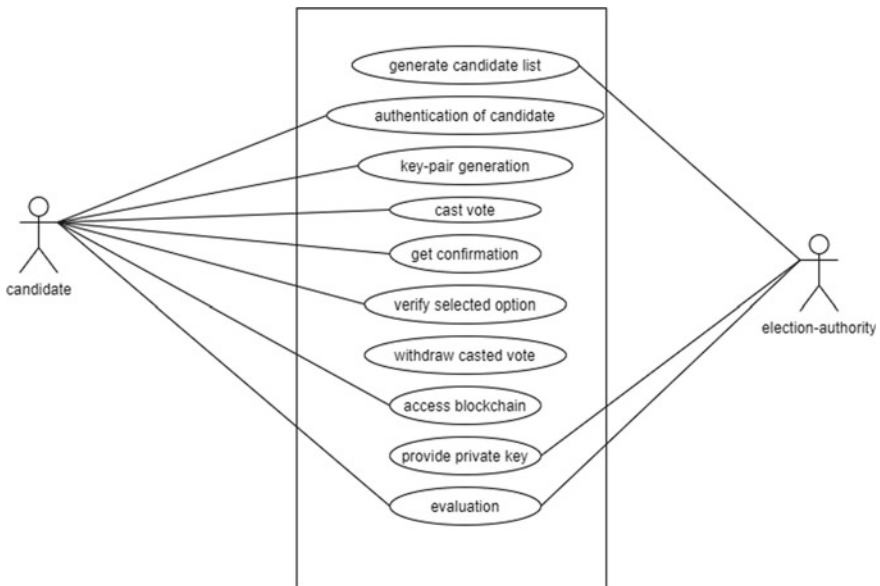 generate candidate list
authentication of candidate
key-pair generation
cast vote
get confirmation
verify selected option
withdraw casted vote
access blockchain
provide private key
evaluation
candidate
election-authority